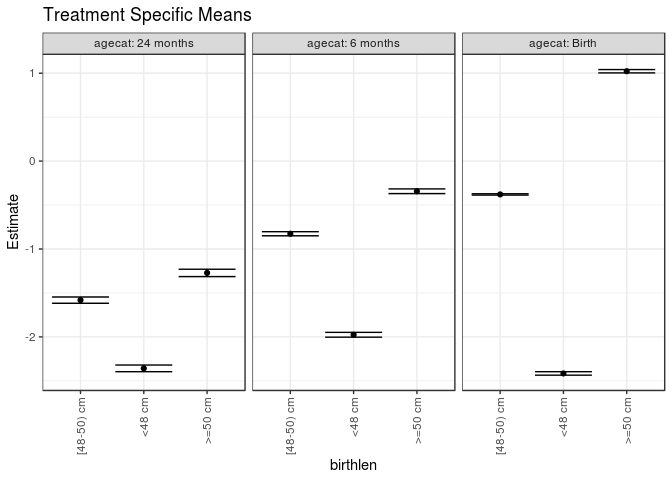 Treatment Specific Means
agecat: 24 months
agecat: 6 months
agecat: Birth
Estimate
1
0
-1
-2
[48-50) cm
<48 cm
>=50 cm
[48-50) cm
<48 cm
>=50 cm
[48-50) cm
<48 cm
>=50 cm
birthlen